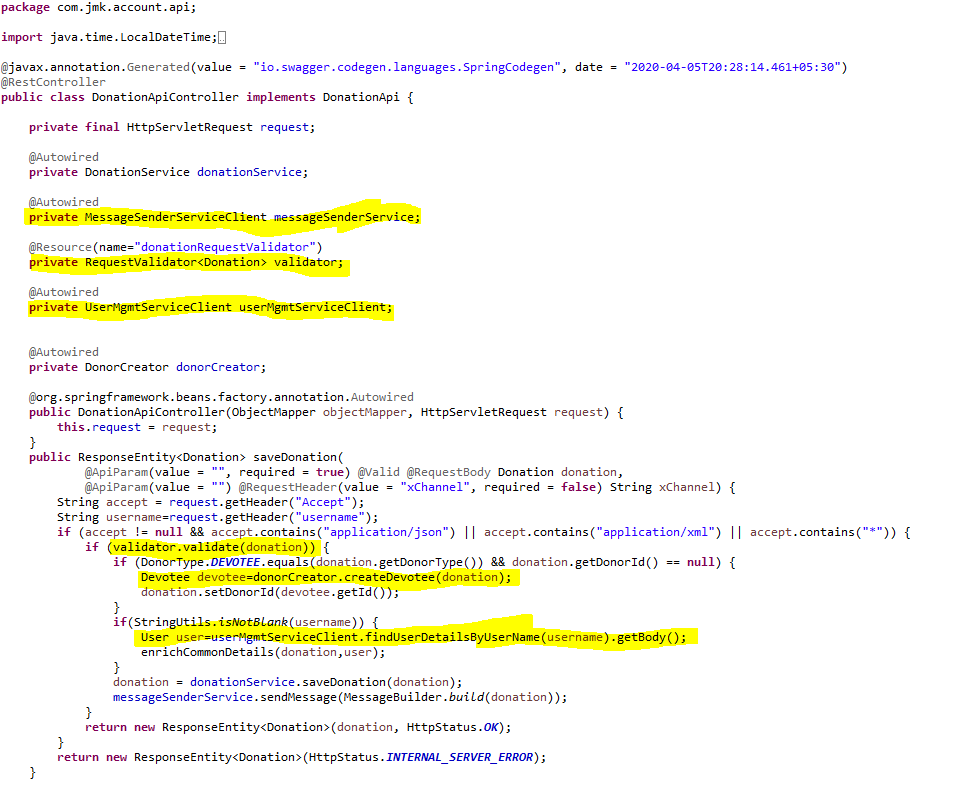 package com.jmk.account.api;
import java.time.LocalDateTime;
@javax.annotation.Generated(value = "io.swagger.codegen.languages.SpringCodegen", date = "2020-04-05T20:28:14.461+05:30")
@RestController
public class DonationApiController implements DonationApi {
private final HttpServletRequest request;
@Autowired
private DonationService donationService;
@Autowired
private MessageSenderServiceClient messageSenderService;
@Resource(name="donationRequestValidator")
private RequestValidator<Donation> validator;
@Autowired
private UserMgmtServiceClient userMgmtServiceClient;
@Autowired
private DonorCreator donorCreator;
@org.springframework.beans.factory.annotation.Autowired
public DonationApiController(ObjectMapper objectMapper, HttpServletRequest request) {
this.request = request;
}
public ResponseEntity<Donation> saveDonation(
@ApiParam(value = "", required = true) @Valid @RequestBody Donation donation,
@ApiParam(value = "") @RequestHeader(value = "xChannel", required = false) String xChannel) {
String accept = request.getHeader("Accept");
String username=request.getHeader("username");
if (accept != null && accept.contains("application/json") || accept.contains("application/xml") || accept.contains("*")) {
if (validator.validate(donation)) {
if (DonorType.DEVOTEE.equals(donation.getDonorType()) && donation.getDonorId() == null) {
Devotee devotee=donorCreator.createDevotee(donation);
donation.setDonorId(devotee.getId());
}
if(StringUtils.isNotBlank(username)) {
User user=userMgmtServiceClient.findUserDetailsByUserName(username).getBody();
enrichCommonDetails(donation,user);
}
donation = donationService.saveDonation(donation);
messageSenderService.sendMessage(MessageBuilder.build(donation));
}
return new ResponseEntity<Donation>(donation, HttpStatus.OK);
}
return new ResponseEntity<Donation>(HttpStatus.INTERNAL_SERVER_ERROR);
}